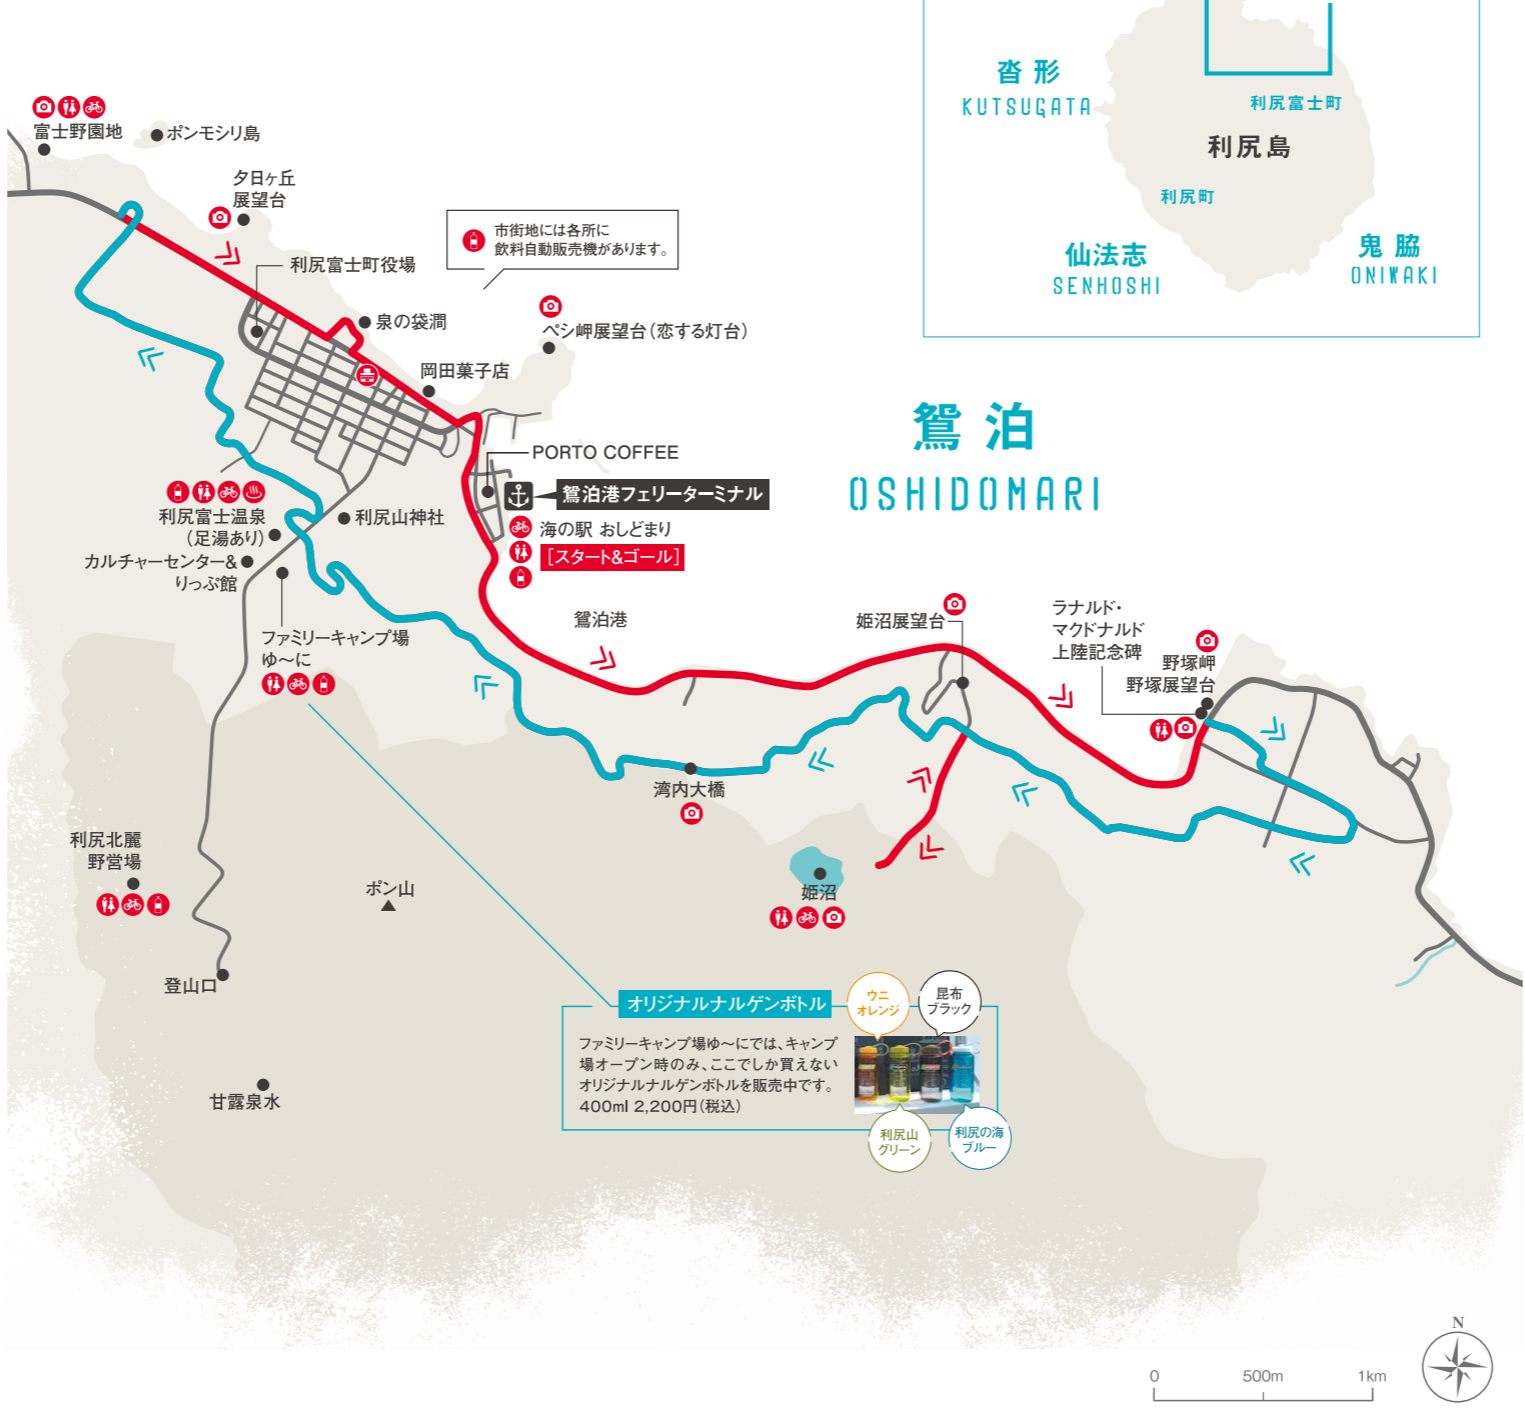 沓形
KUTSUGATA
利尻富士町
利尻島
利尻町
仙法志
SENHOSHI
鬼脇
ONIWAKI
富士野園地
ポンモシリ島
夕日ヶ丘
展望台
市街地には各所に
飲料自動販売機があります。
利尻富士町役場
泉の袋澗
ペシ岬展望台（恋する灯台）
岡田菓子店
鴛泊
OSHIDOMARI
PORTO COFFEE
鴛泊港フェリーターミナル
海の駅 おしどまり
［スタート&ゴール］
利尻富士温泉
（足湯あり）
利尻山神社
カルチャーセンター&
りっぷ館
ファミリーキャンプ場
ゆ〜に
鴛泊港
姫沼展望台
ラナルド・
マクドナルド
上陸記念碑
野塚岬
野塚展望台
湾内大橋
利尻北麓
野営場
ポン山
姫沼
登山口
甘露泉水
オリジナルナルゲンボトル
ファミリーキャンプ場ゆ〜にでは、キャンプ
場オープン時のみ、ここでしか買えない
オリジナルナルゲンボトルを販売中です。
400ml 2,200円（税込）
ウニ
オレンジ
昆布
ブラック
利尻山
グリーン
利尻の海
ブルー
N
0 500m 1km